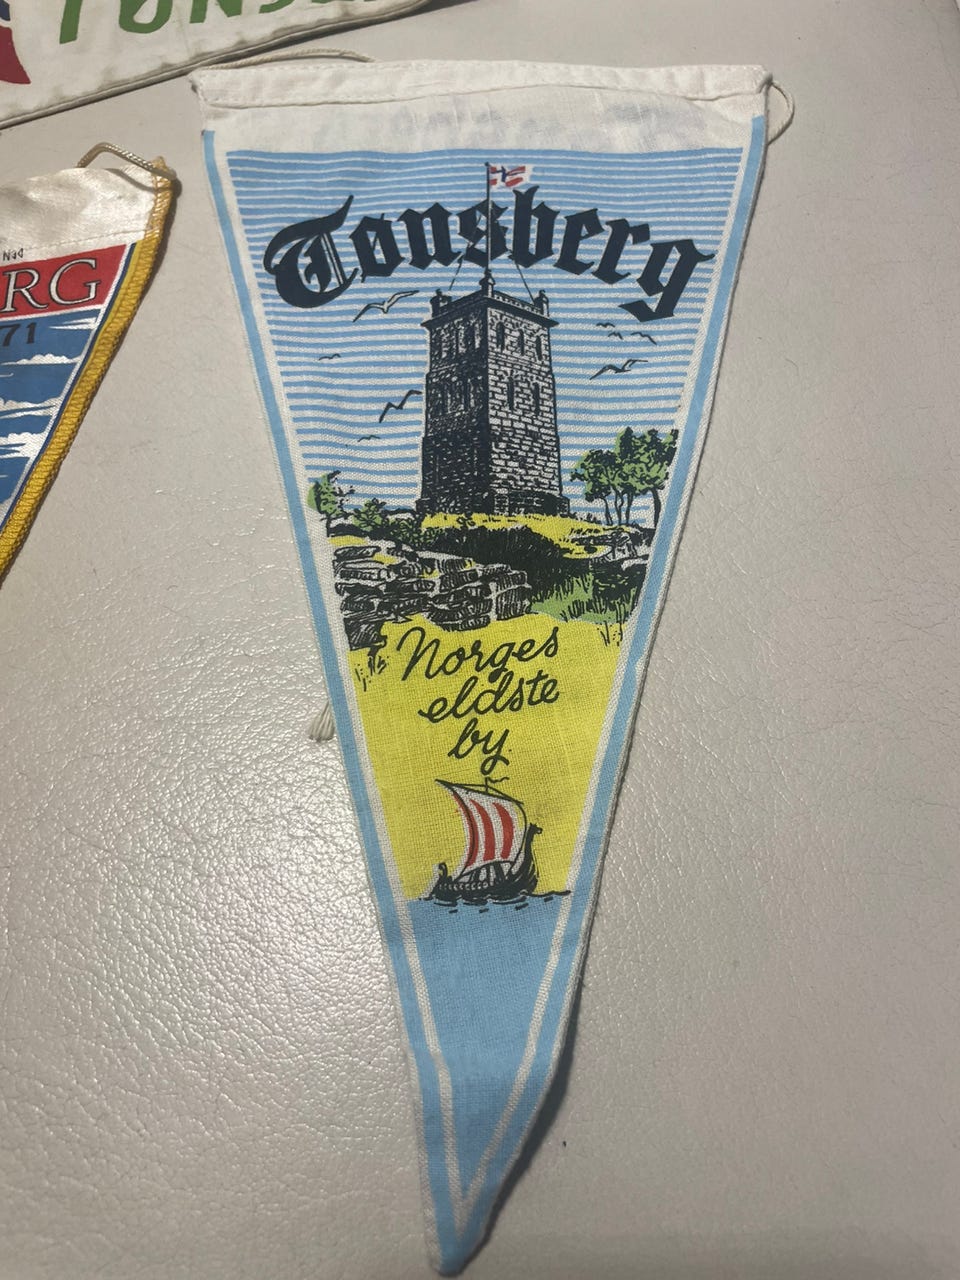 Tønsberg
Norges
eldste
by
RG
71